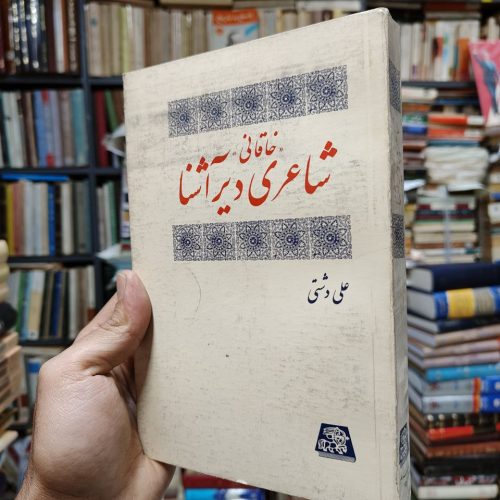 «خاقانی»
شاعری دیرآشنا
علی دشتی